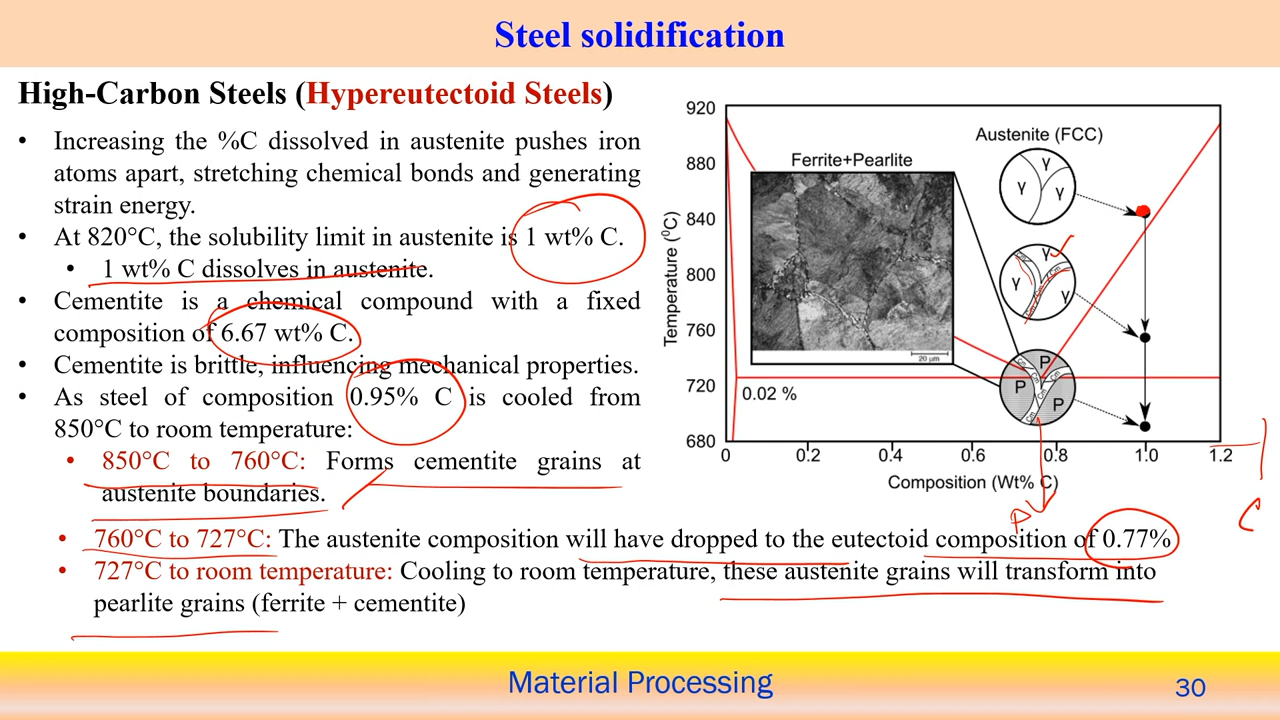 Steel solidification
High-Carbon Steels (Hypereutectoid Steels)
• Increasing the %C dissolved in austenite pushes iron
atoms apart, stretching chemical bonds and generating
strain energy.
• At 820°C, the solubility limit in austenite is 1 wt% C.
• 1 wt% C dissolves in austenite.
• Cementite is a chemical compound with a fixed
composition of 6.67 wt% C.
• Cementite is brittle, influencing mechanical properties.
• As steel of composition 0.95% C is cooled from
850°C to room temperature:
• 850°C to 760°C: Forms cementite grains at
austenite boundaries.
• 760°C to 727°C: The austenite composition will have dropped to the eutectoid composition of 0.77%
• 727°C to room temperature: Cooling to room temperature, these austenite grains will transform into
pearlite grains (ferrite + cementite)
920
880
840
800
760
720
680
Temperature (⁰C)
Austenite (FCC)
Ferrite+Pearlite
γ
γ
γ
γ
γ
γ
Cm
Cm
20 μm
P
P
P
Cm
Cm
Cm
0.02 %
0 0.2 0.4 0.6 0.8 1.0 1.2
Composition (Wt% C)
C
Material Processing
30